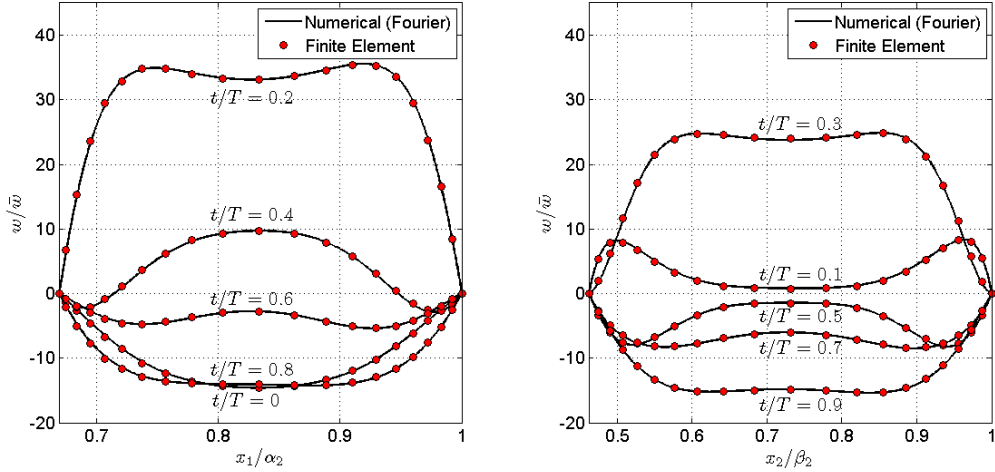 Numerical (Fourier)
Finite Element
40
30
20
10
0
-10
-20
w/w̄
t/T = 0.2
t/T = 0.4
t/T = 0.6
t/T = 0.8
t/T = 0
0.7
0.8
0.9
1
x₁/α₂
Numerical (Fourier)
Finite Element
40
30
20
10
0
-10
-20
w/w̄
t/T = 0.3
t/T = 0.1
t/T = 0.5
t/T = 0.7
t/T = 0.9
0.5
0.6
0.7
0.8
0.9
1
x₂/β₂